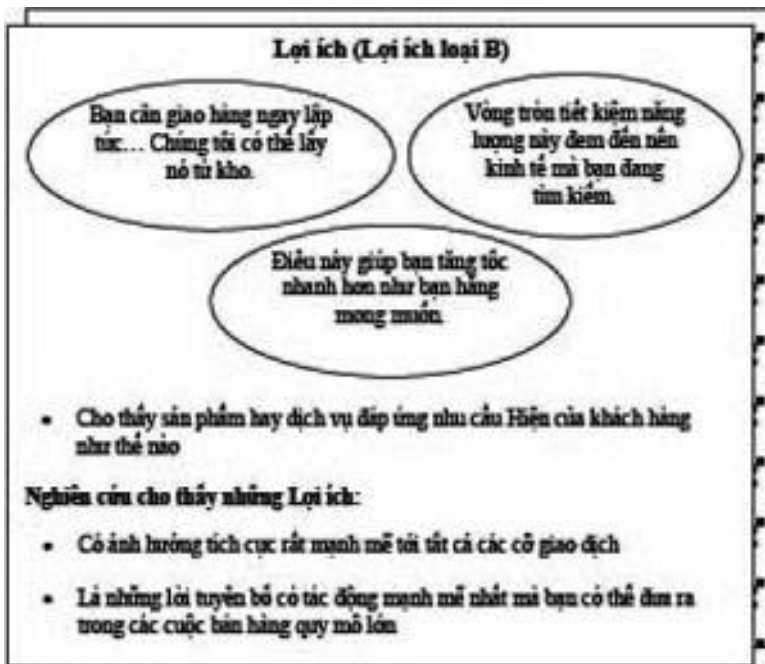 Lợi ích (Lợi ích loại B)
Bạn cần giao hàng ngay lập
tức... Chúng tôi có thể lấy
nó từ kho.
Vòng tròn tiết kiệm năng
lượng này đem đến nền
kinh tế mà bạn đang
tìm kiếm.
Điều này giúp bạn tăng tốc
nhanh hơn như bạn hằng
mong muốn.
• Cho thấy sản phẩm hay dịch vụ đáp ứng nhu cầu Hiện của khách hàng
như thế nào
Nghiên cứu cho thấy những Lợi ích:
• Có ảnh hưởng tích cực rất mạnh mẽ tới tất cả các cỡ giao dịch
• Là những lời tuyên bố có tác động mạnh mẽ nhất mà bạn có thể đưa ra
trong các cuộc bán hàng quy mô lớn